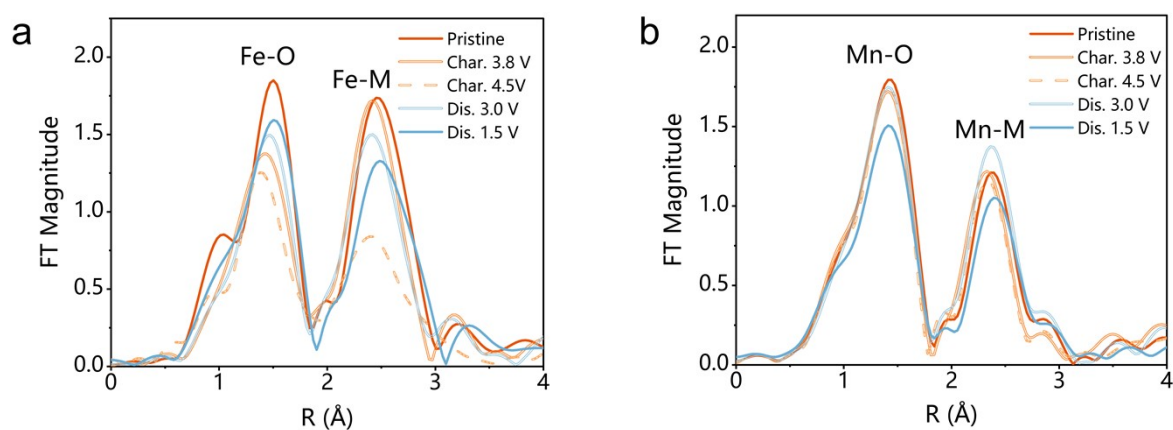 a
Fe-O
Fe-M
Pristine
Char. 3.8 V
Char. 4.5V
Dis. 3.0 V
Dis. 1.5 V
2.0
1.5
1.0
0.5
0.0
FT Magnitude
0 1 2 3 4
R (Å)
b
Mn-O
Mn-M
Pristine
Char. 3.8 V
Char. 4.5 V
Dis. 3.0 V
Dis. 1.5 V
2.0
1.5
1.0
0.5
0.0
FT Magnitude
0 1 2 3 4
R (Å)